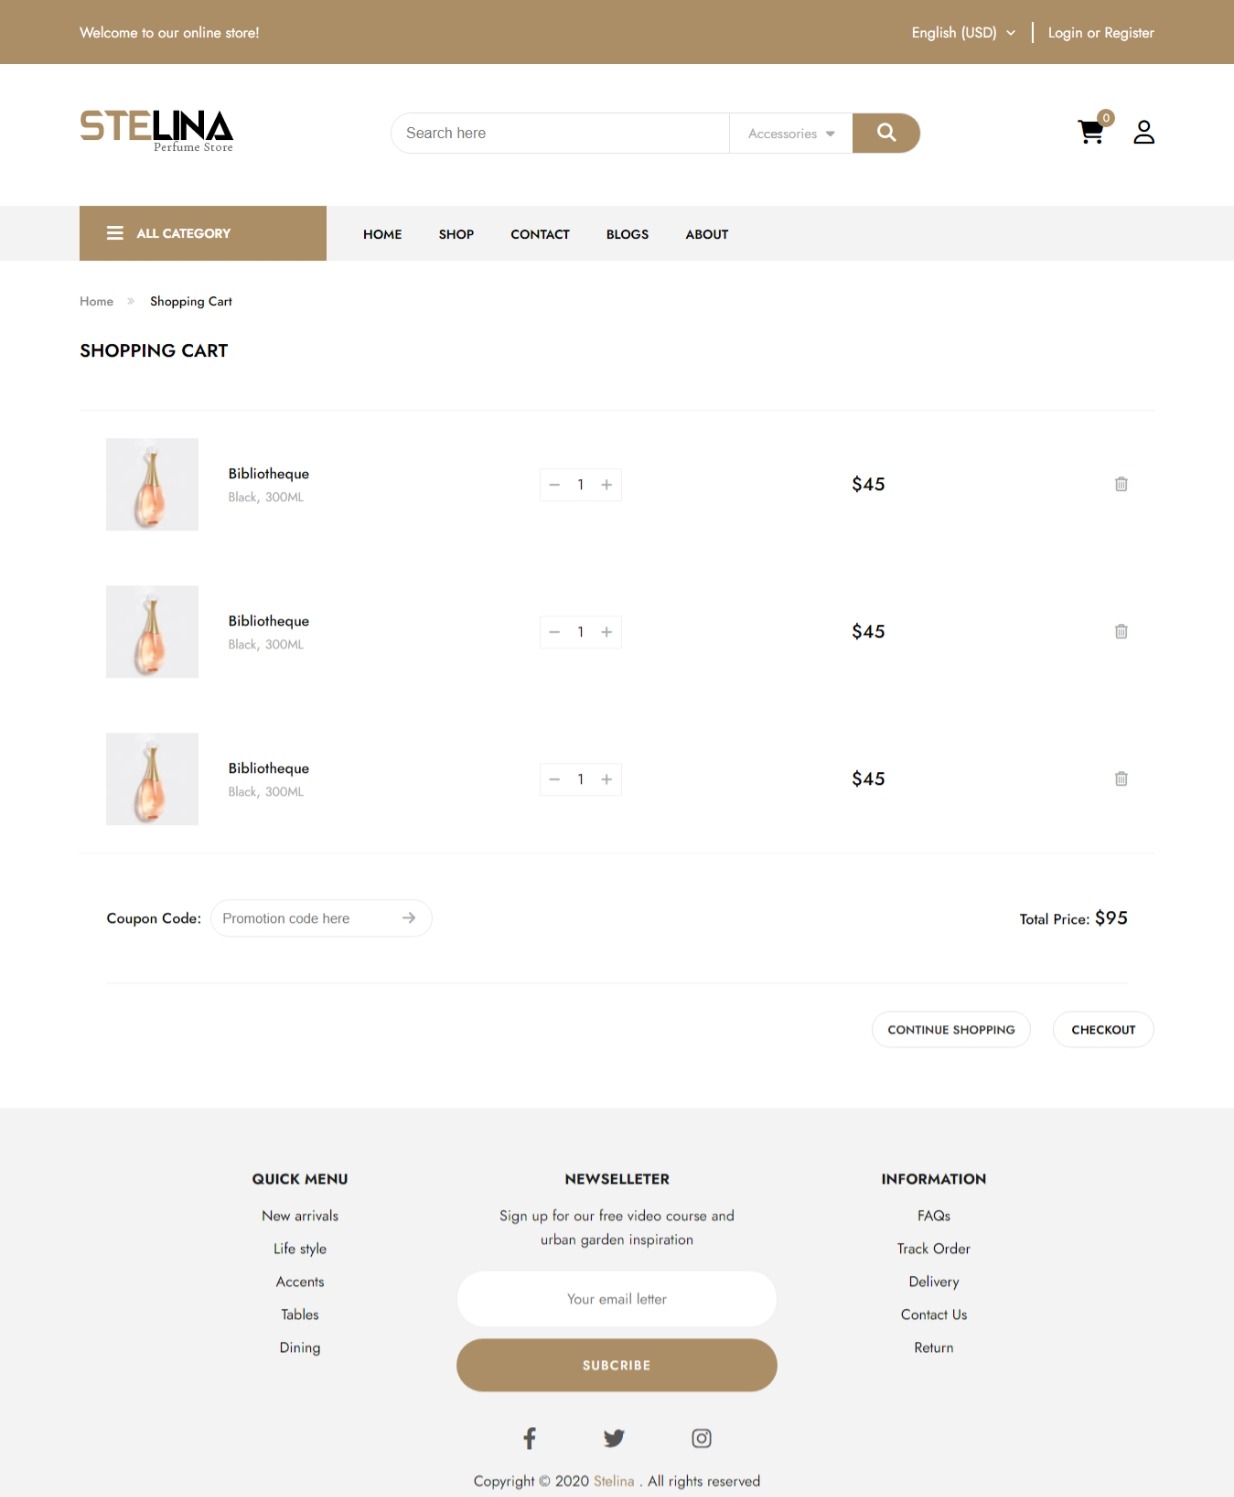 Welcome to our online store!
English (USD)
Login or Register
STELINA
Perfume Store
Search here
Accessories
0
ALL CATEGORY
HOME
SHOP
CONTACT
BLOGS
ABOUT
Home » Shopping Cart
SHOPPING CART
Bibliotheque
Black, 300ML
− 1 +
$45
Bibliotheque
Black, 300ML
− 1 +
$45
Bibliotheque
Black, 300ML
− 1 +
$45
Coupon Code: Promotion code here
Total Price: $95
CONTINUE SHOPPING
CHECKOUT
QUICK MENU
New arrivals
Life style
Accents
Tables
Dining
NEWSELLETER
Sign up for our free video course and
urban garden inspiration
Your email letter
SUBCRIBE
INFORMATION
FAQs
Track Order
Delivery
Contact Us
Return
Copyright © 2020 Stelina . All rights reserved